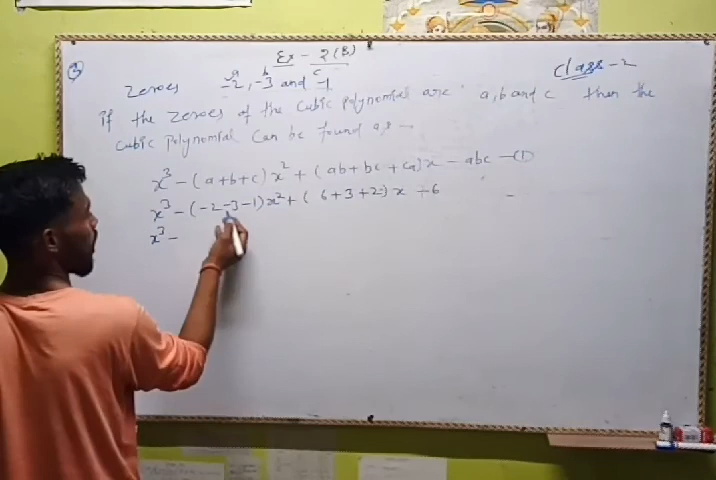 Ex - 2(B)
Class - 2
a b c
Zeroes -2, -3 and -1
If the zeroes of the cubic polynomial are a, b and c then the
cubic polynomial can be found as -
x³ - (a+b+c)x² + (ab+bc+ca)x - abc -①
x³ - (-2-3-1)x² + (6+3+2)x +6
x³ -